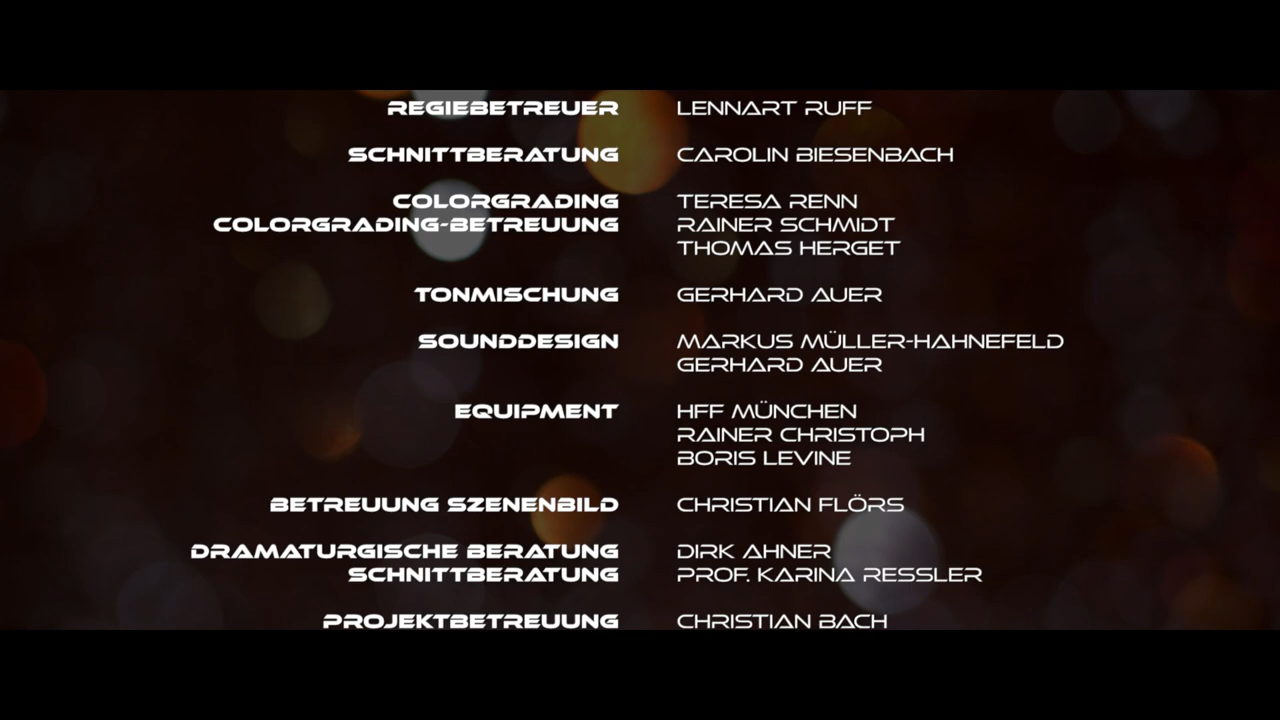 REGIEBETREUER LENNART RUFF
SCHNITTBERATUNG CAROLIN BIESENBACH
COLORGRADING TERESA RENN
COLORGRADING-BETREUUNG RAINER SCHMIDT
THOMAS HERGET
TONMISCHUNG GERHARD AUER
SOUNDDESIGN MARKUS MÜLLER-HAHNEFELD
GERHARD AUER
EQUIPMENT HFF MÜNCHEN
RAINER CHRISTOPH
BORIS LEVINE
BETREUUNG SZENENBILD CHRISTIAN FLÖRS
DRAMATURGISCHE BERATUNG DIRK AHNER
SCHNITTBERATUNG PROF. KARINA RESSLER
PROJEKTBETREUUNG CHRISTIAN BACH